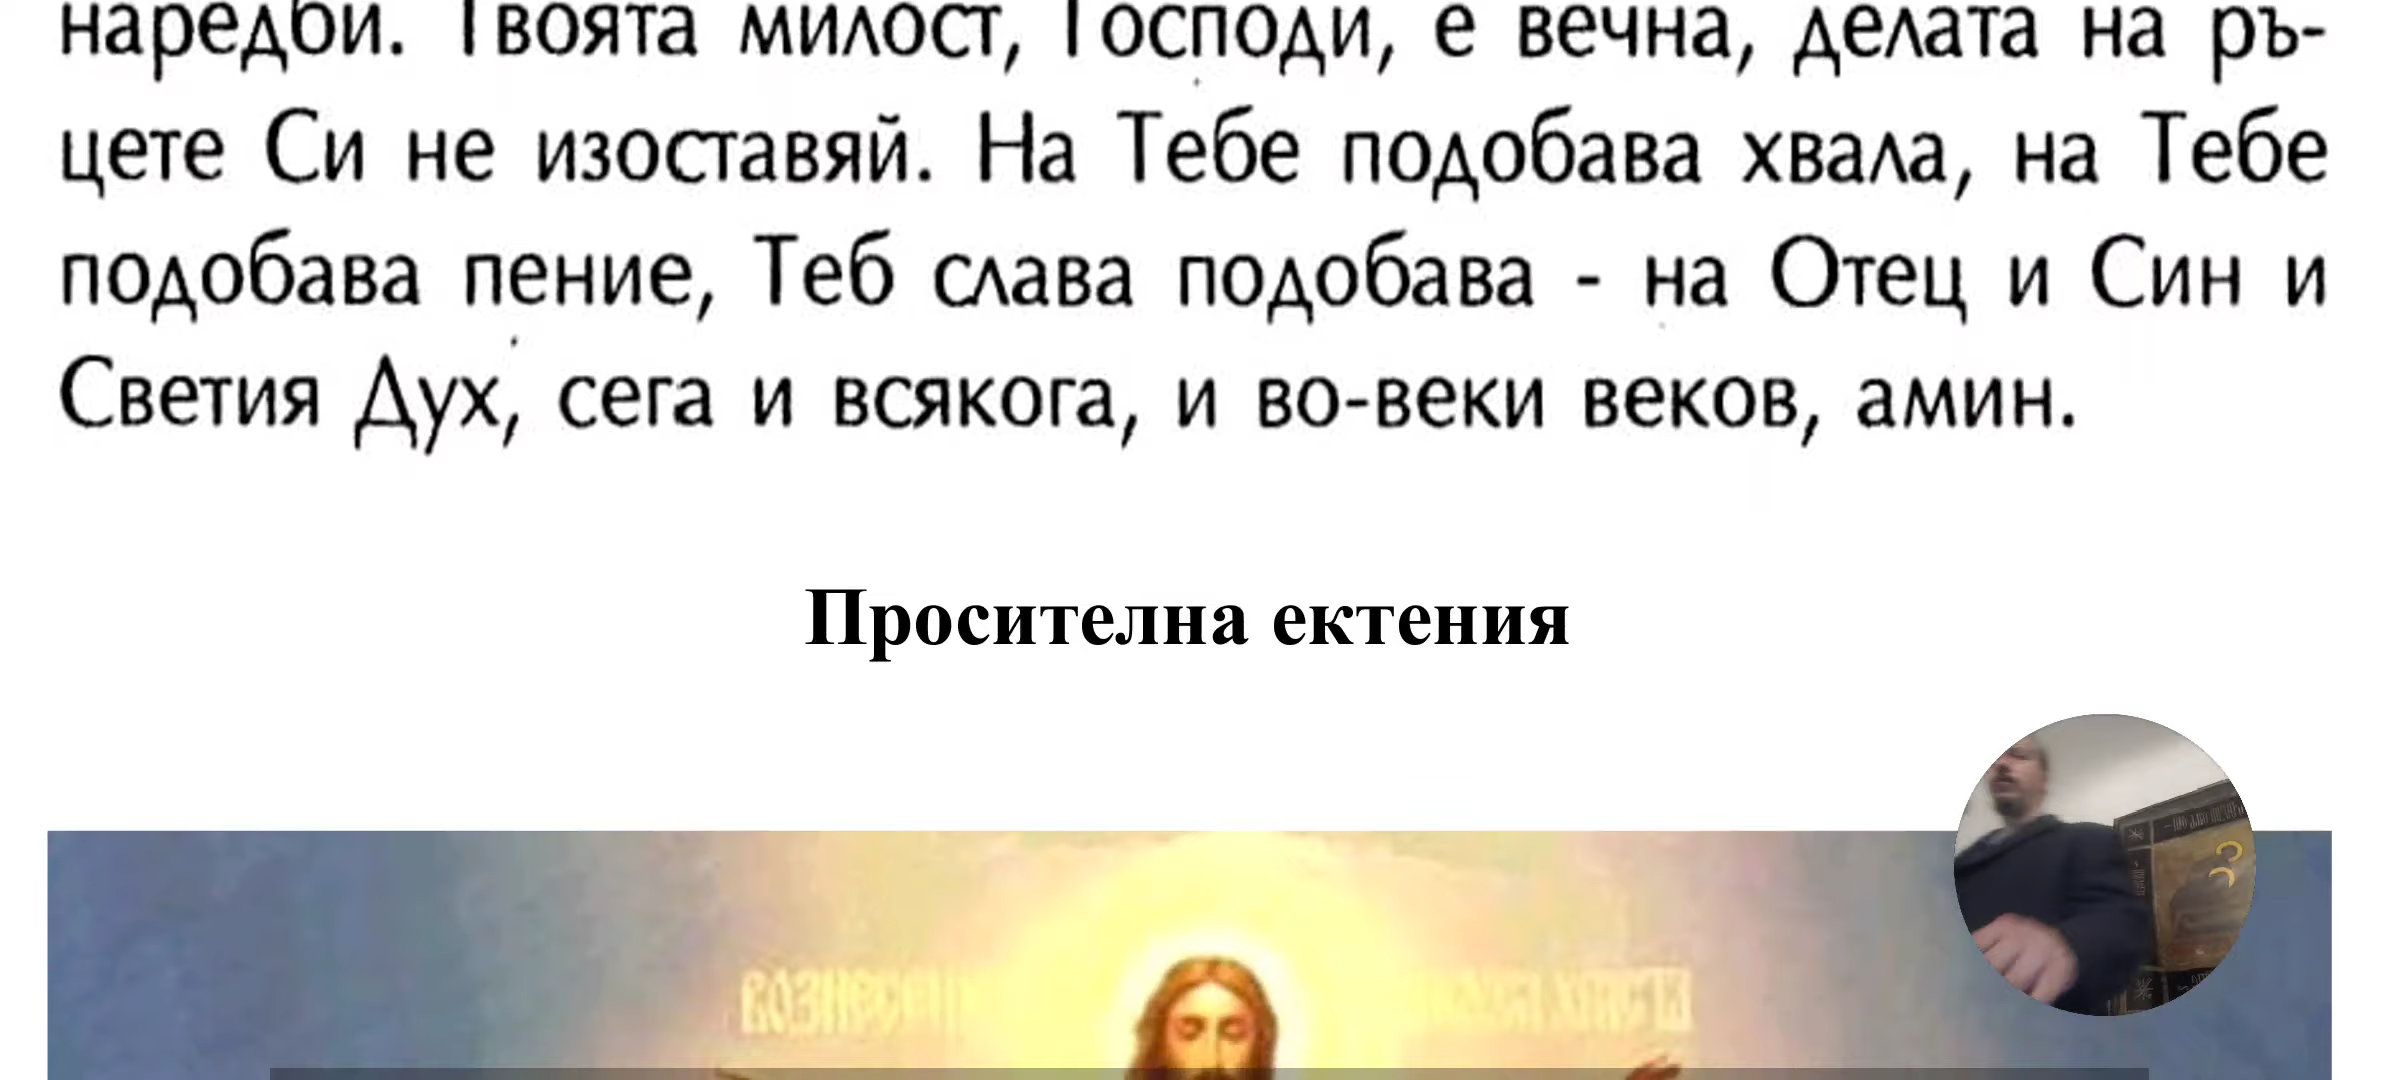 наредби. Твоята милост, Господи, е вечна, делата на ръ-
цете Си не изоставяй. На Тебе подобава хвала, на Тебе
подобава пение, Теб слава подобава - на Отец и Син и
Светия Дух, сега и всякога, и во-веки веков, амин.
Просителна ектения